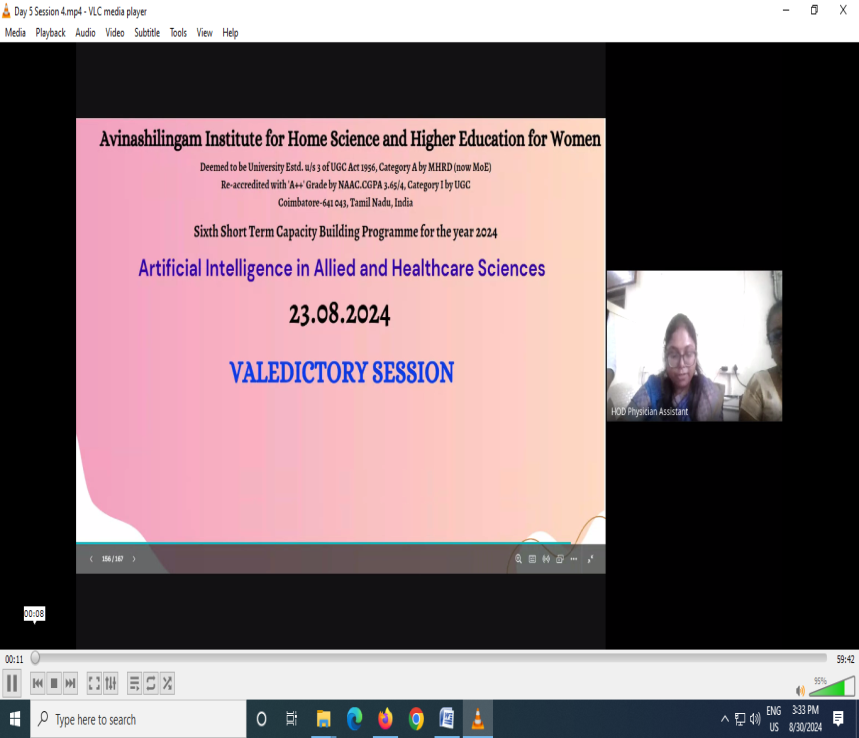 Day 5 Session 4.mp4 - VLC media player
Media Playback Audio Video Subtitle Tools View Help
Avinashilingam Institute for Home Science and Higher Education for Women
Deemed to be University Estd. u/s 3 of UGC Act 1956, Category A by MHRD (now MoE)
Re-accredited with 'A++' Grade by NAAC.CGPA 3.65/4, Category I by UGC
Coimbatore-641 043, Tamil Nadu, India
Sixth Short Term Capacity Building Programme for the year 2024
Artificial Intelligence in Allied and Healthcare Sciences
23.08.2024
VALEDICTORY SESSION
HOD Physician Assistant
156 / 167
00:08
00:11
59:42
95%
Type here to search
ENG
US
3:33 PM
8/30/2024